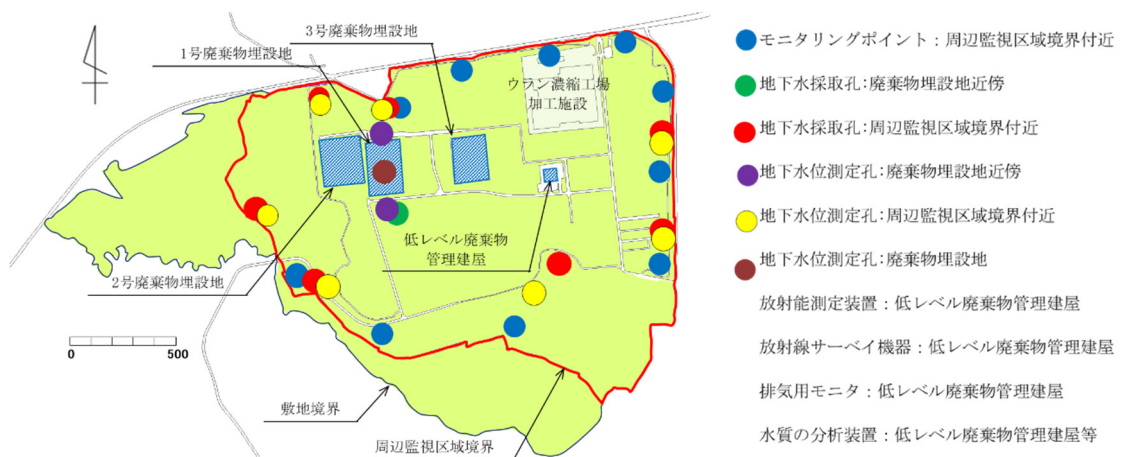 3号廃棄物埋設地
1号廃棄物埋設地
ウラン濃縮工場
加工施設
低レベル廃棄物
管理建屋
2号廃棄物埋設地
0
500
敷地境界
周辺監視区域境界
モニタリングポイント：周辺監視区域境界付近
地下水採取孔：廃棄物埋設地近傍
地下水採取孔：周辺監視区域境界付近
地下水位測定孔：廃棄物埋設地近傍
地下水位測定孔：周辺監視区域境界付近
地下水位測定孔：廃棄物埋設地
放射能測定装置：低レベル廃棄物管理建屋
放射線サーベイ機器：低レベル廃棄物管理建屋
排気用モニタ：低レベル廃棄物管理建屋
水質の分析装置：低レベル廃棄物管理建屋等